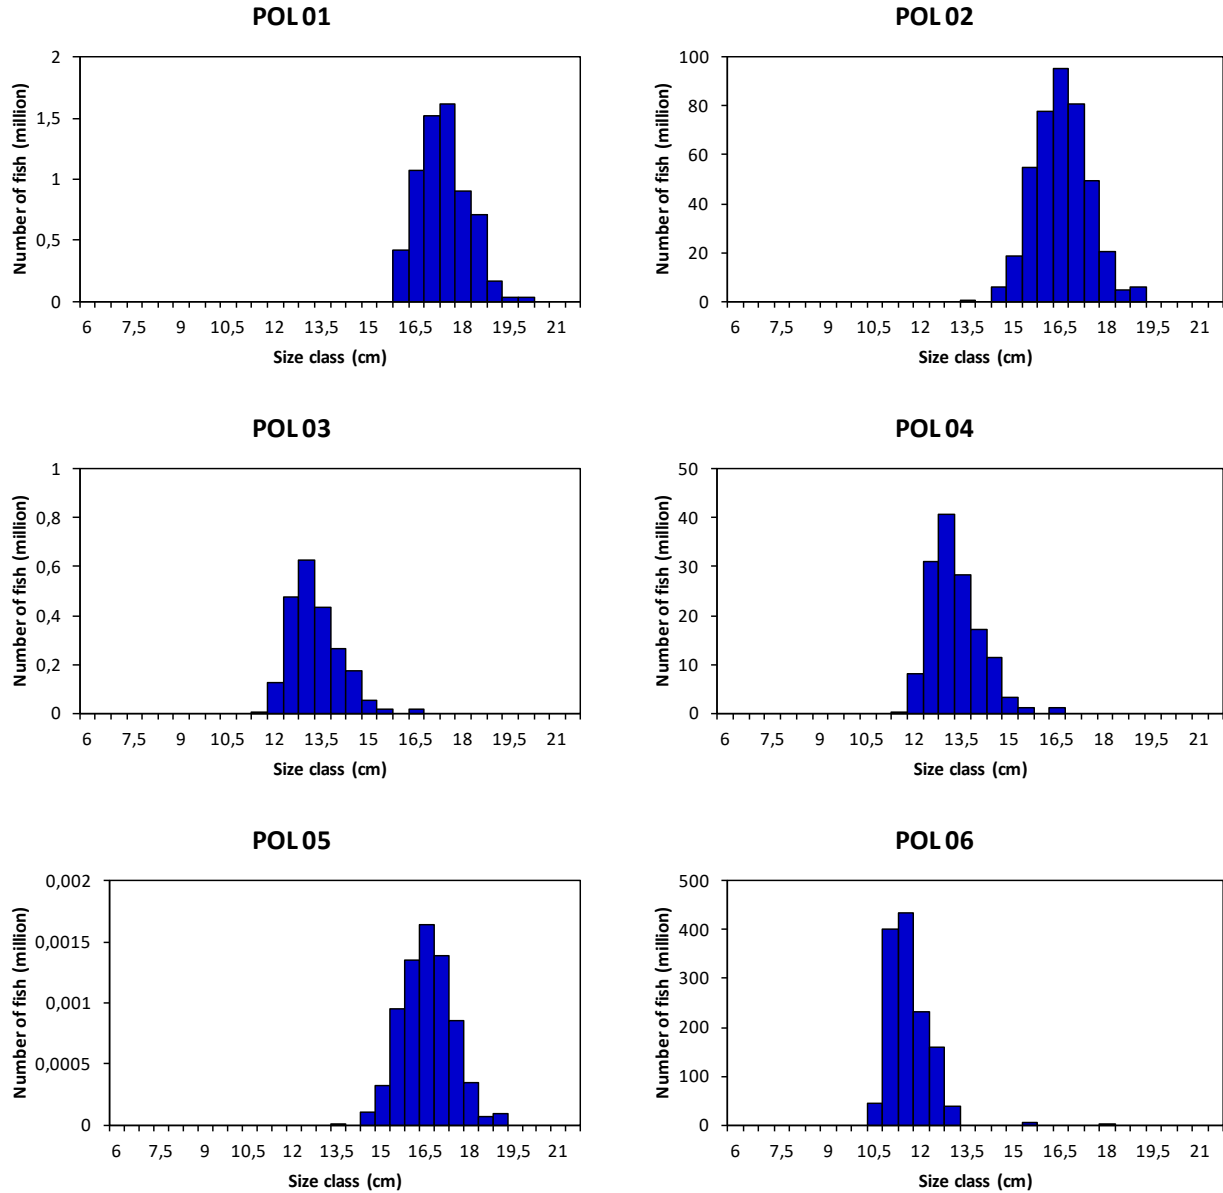 POL 01
Number of fish (million)
2
1,5
1
0,5
0
6 7,5 9 10,5 12 13,5 15 16,5 18 19,5 21
Size class (cm)
POL 02
Number of fish (million)
100
80
60
40
20
0
6 7,5 9 10,5 12 13,5 15 16,5 18 19,5 21
Size class (cm)
POL 03
Number of fish (million)
1
0,8
0,6
0,4
0,2
0
6 7,5 9 10,5 12 13,5 15 16,5 18 19,5 21
Size class (cm)
POL 04
Number of fish (million)
50
40
30
20
10
0
6 7,5 9 10,5 12 13,5 15 16,5 18 19,5 21
Size class (cm)
POL 05
Number of fish (million)
0,002
0,0015
0,001
0,0005
0
6 7,5 9 10,5 12 13,5 15 16,5 18 19,5 21
Size class (cm)
POL 06
Number of fish (million)
500
400
300
200
100
0
6 7,5 9 10,5 12 13,5 15 16,5 18 19,5 21
Size class (cm)